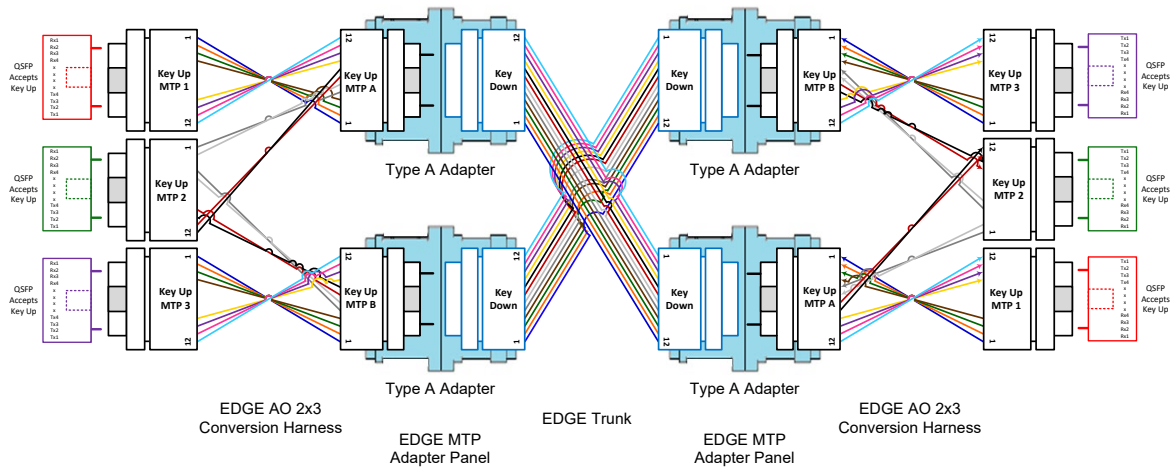 QSFP
Accepts
Key Up
Rx1
Rx2
Rx3
Rx4
x
x
x
x
Tx4
Tx3
Tx2
Tx1
1
Key Up
MTP 1
12
12
Key Up
MTP A
1
12
Key
Down
1
Type A Adapter
1
Key
Down
12
1
Key Up
MTP B
12
Type A Adapter
1
Key Up
MTP 3
12
Tx1
Tx2
Tx3
Tx4
x
x
x
x
Rx4
Rx3
Rx2
Rx1
QSFP
Accepts
Key Up
QSFP
Accepts
Key Up
Rx1
Rx2
Rx3
Rx4
x
x
x
x
Tx4
Tx3
Tx2
Tx1
1
Key Up
MTP 2
12
12
Key Up
MTP 2
1
Tx1
Tx2
Tx3
Tx4
x
x
x
x
Rx4
Rx3
Rx2
Rx1
QSFP
Accepts
Key Up
QSFP
Accepts
Key Up
Rx1
Rx2
Rx3
Rx4
x
x
x
x
Tx4
Tx3
Tx2
Tx1
1
Key Up
MTP 3
12
12
Key Up
MTP B
1
12
Key
Down
1
Type A Adapter
1
Key
Down
12
1
Key Up
MTP A
12
Type A Adapter
1
Key Up
MTP 1
12
Tx1
Tx2
Tx3
Tx4
x
x
x
x
Rx4
Rx3
Rx2
Rx1
QSFP
Accepts
Key Up
EDGE AO 2x3
Conversion Harness
EDGE MTP
Adapter Panel
EDGE Trunk
EDGE MTP
Adapter Panel
EDGE AO 2x3
Conversion Harness